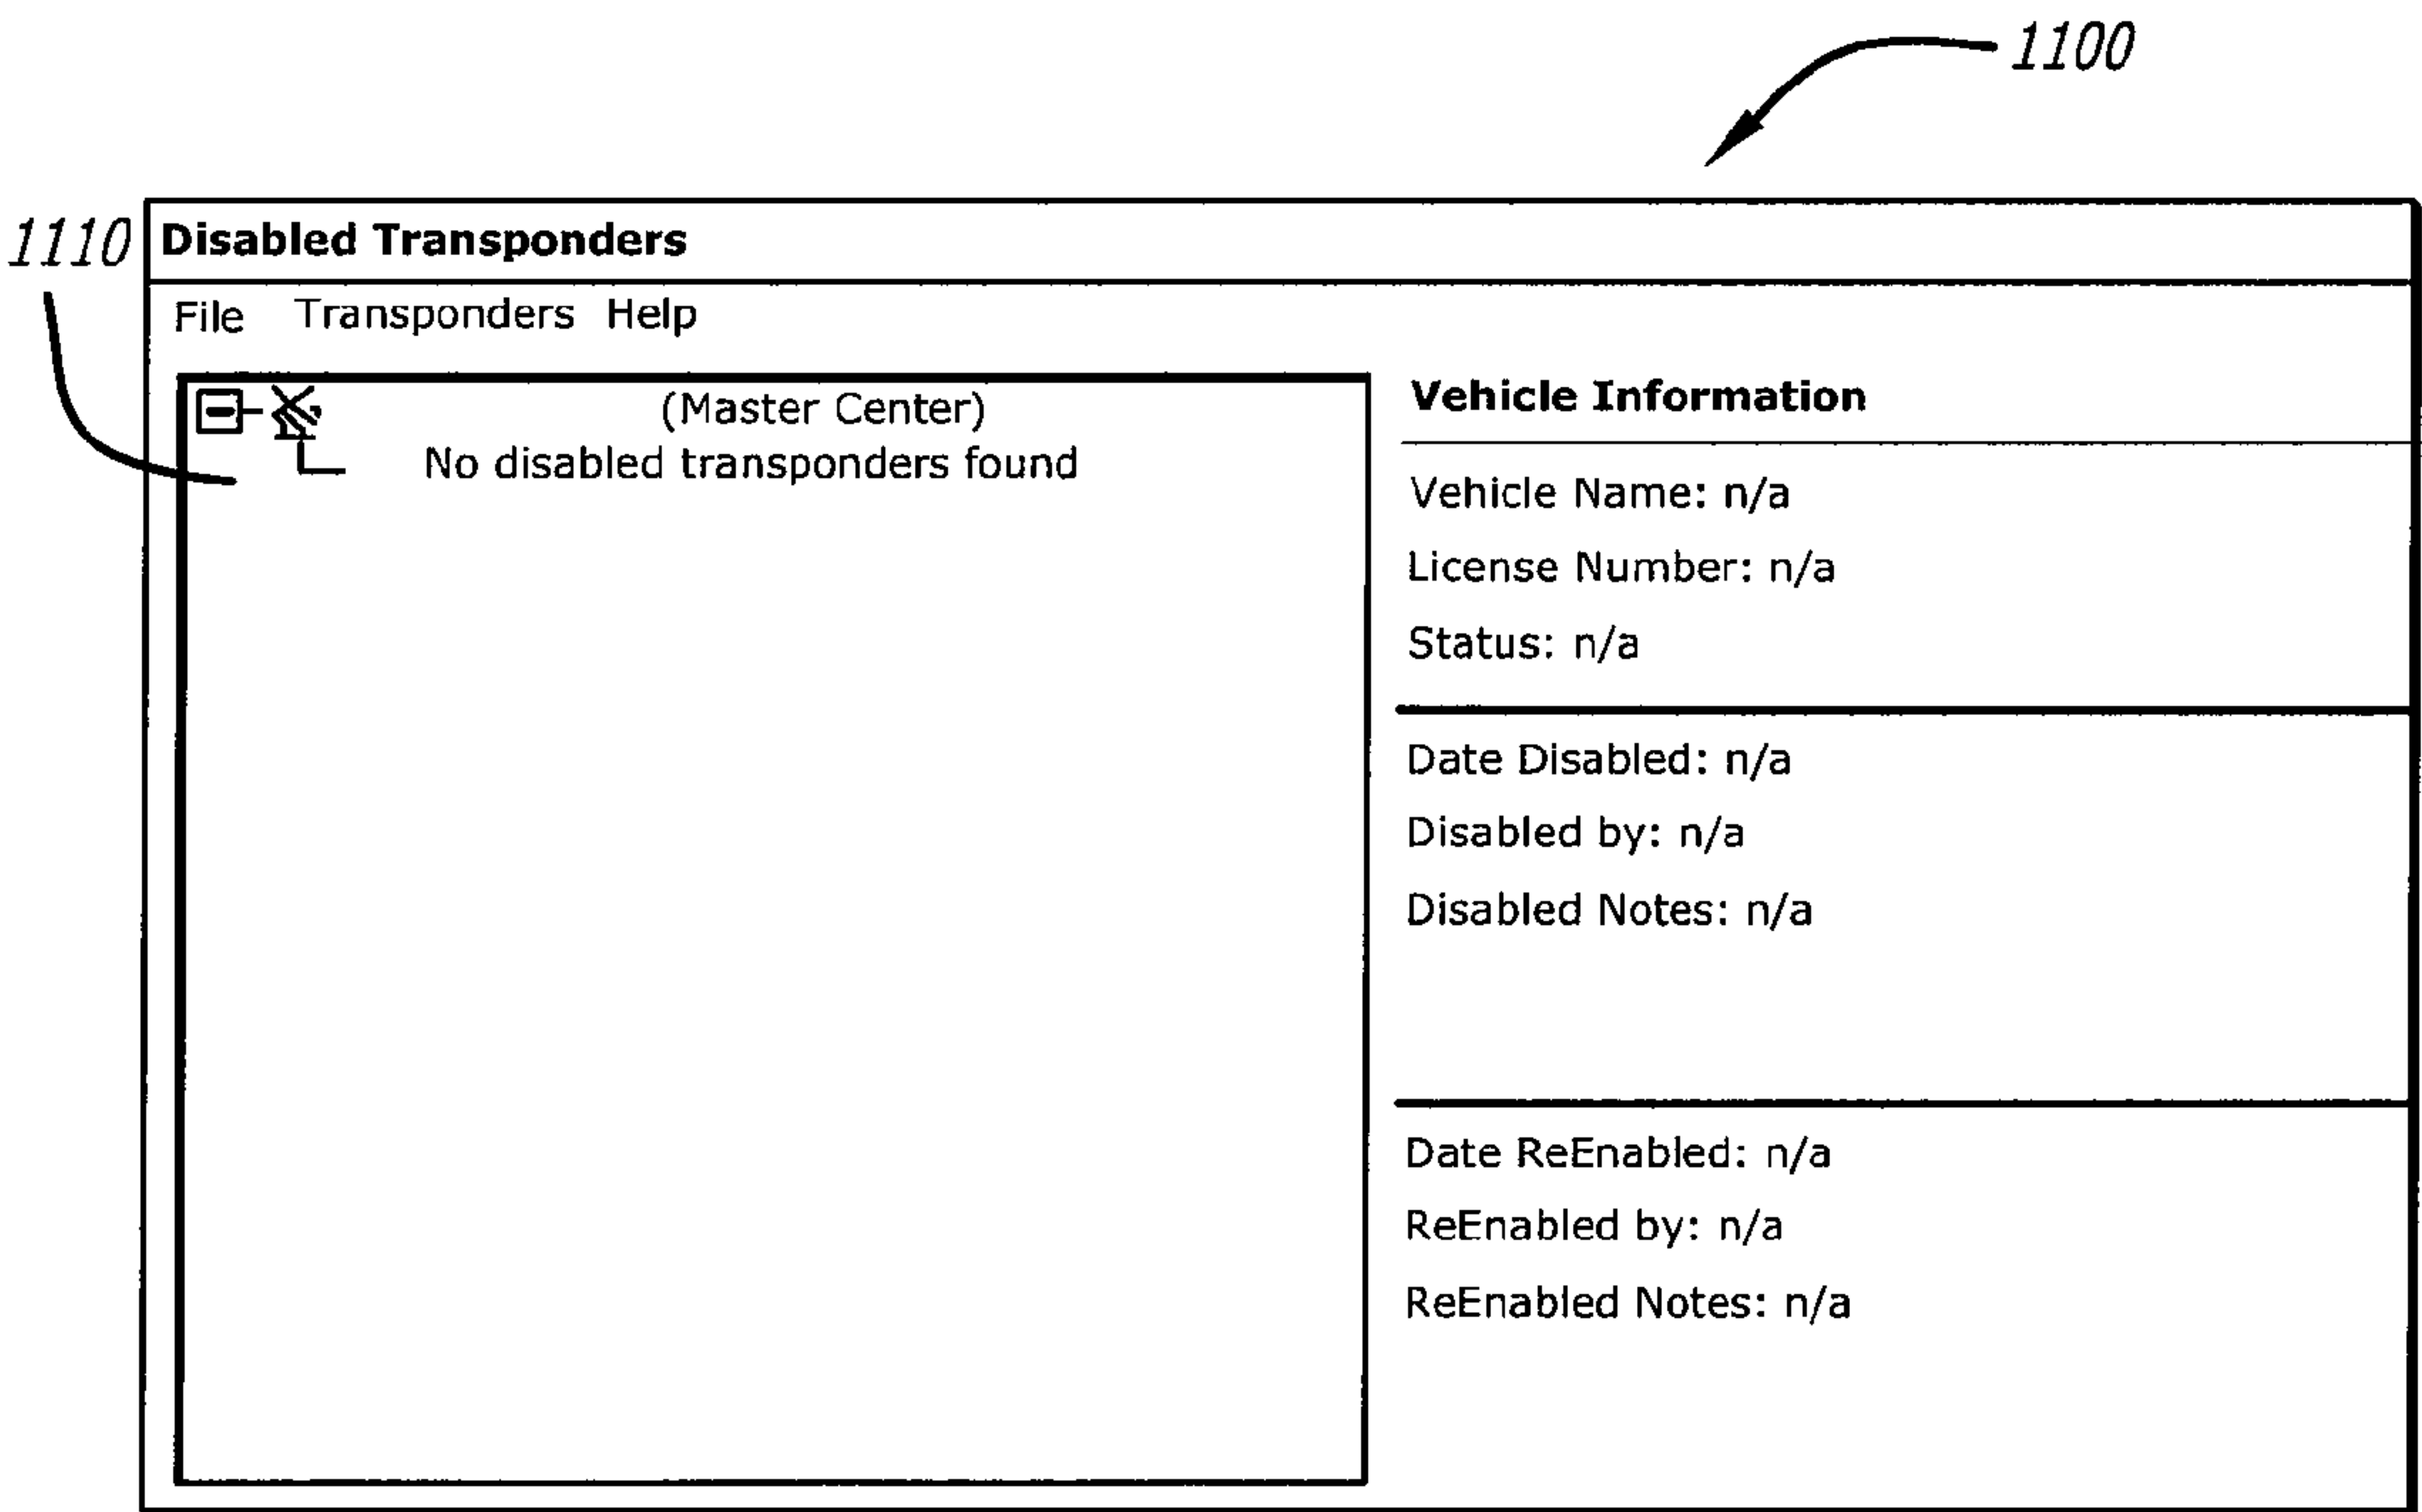 1100
1110
Disabled Transponders
File Transponders Help
(Master Center)
No disabled transponders found
Vehicle Information
Vehicle Name: n/a
License Number: n/a
Status: n/a
Date Disabled: n/a
Disabled by: n/a
Disabled Notes: n/a
Date ReEnabled: n/a
ReEnabled by: n/a
ReEnabled Notes: n/a